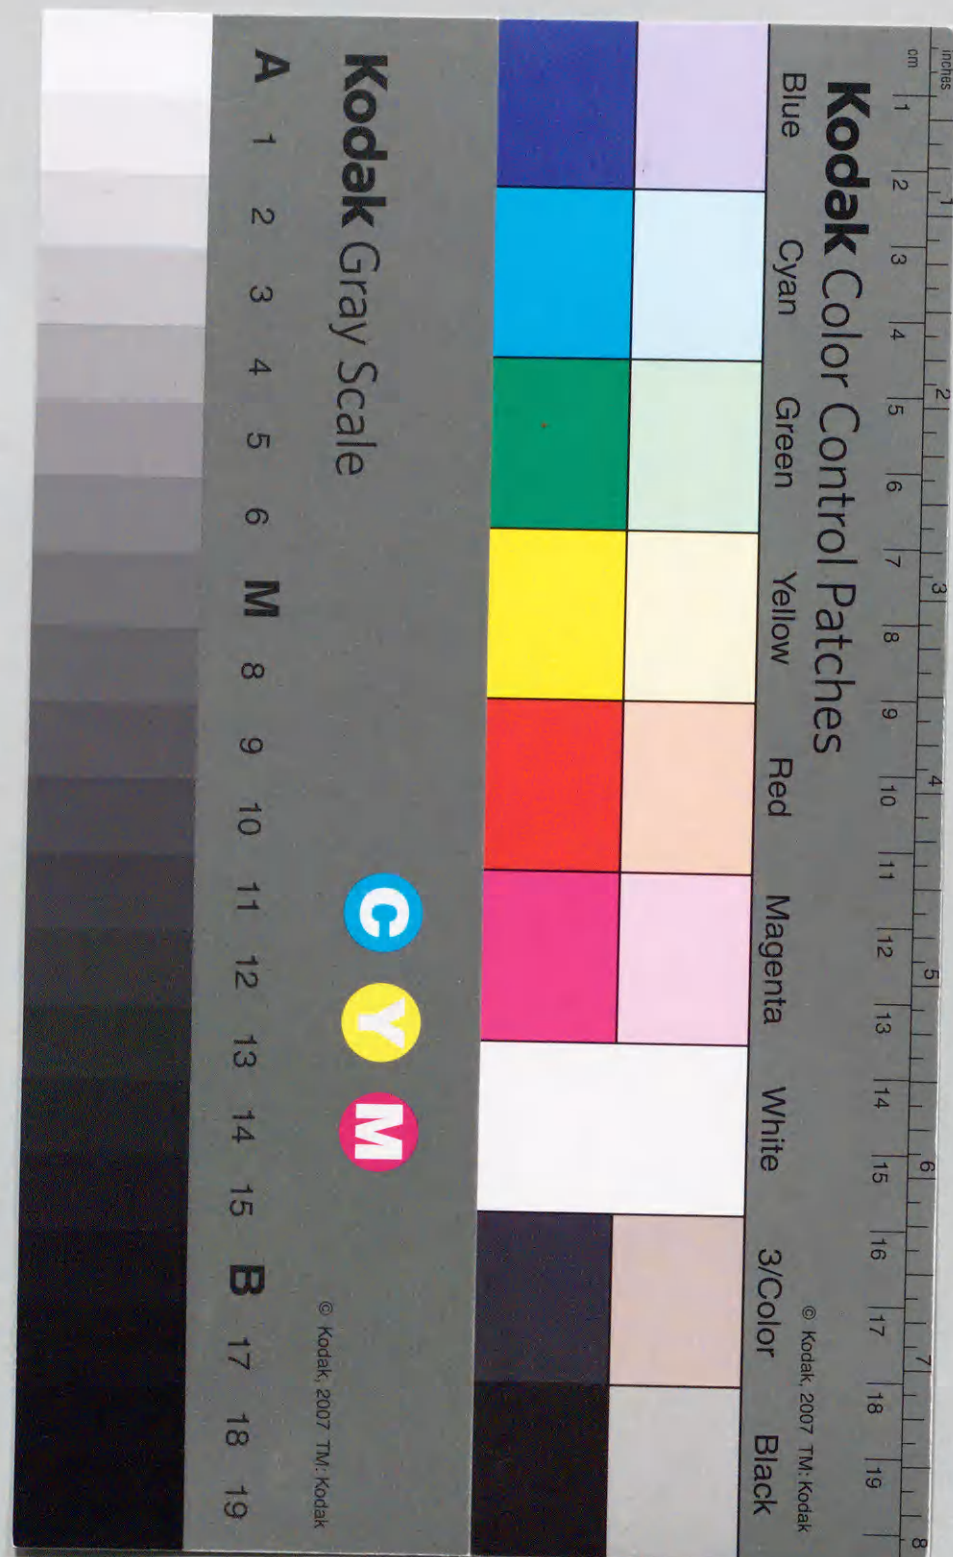 inches 1 2 3 4 5 6 7 8
cm 1 2 3 4 5 6 7 8 9 10 11 12 13 14 15 16 17 18 19
Kodak Color Control Patches
© Kodak, 2007 TM: Kodak
Blue Cyan Green Yellow Red Magenta White 3/Color Black
Kodak Gray Scale
C Y M
© Kodak, 2007 TM: Kodak
A 1 2 3 4 5 6 M 8 9 10 11 12 13 14 15 B 17 18 19